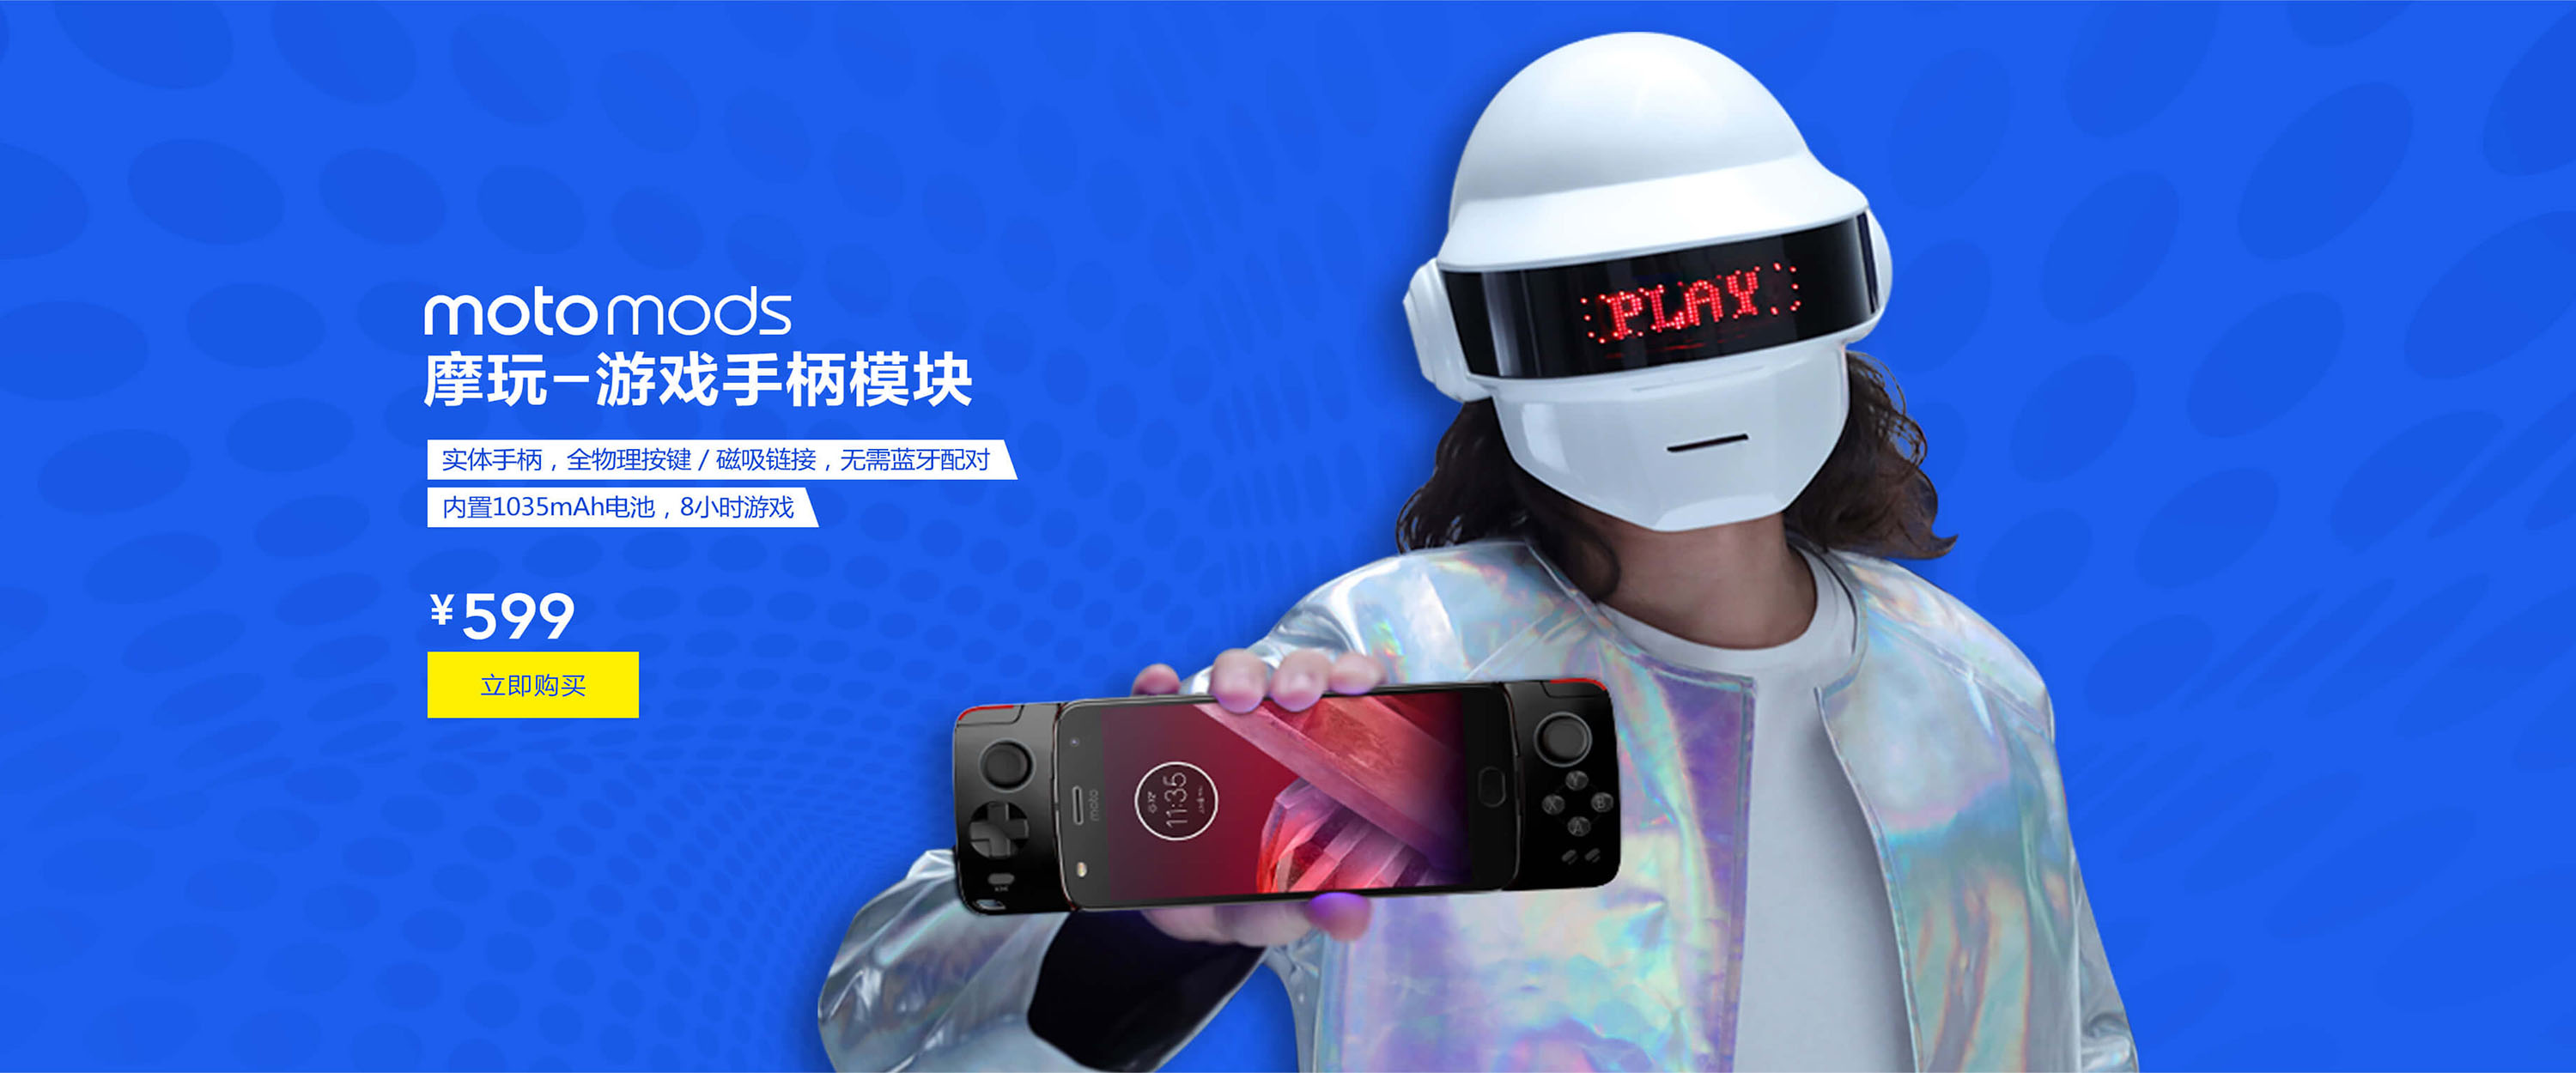 moto mods
摩玩-游戏手柄模块
实体手柄，全物理按键 / 磁吸链接，无需蓝牙配对
内置1035mAh电池，8小时游戏
¥599
立即购买
PLAY
moto
11:35
Y
X
B
A